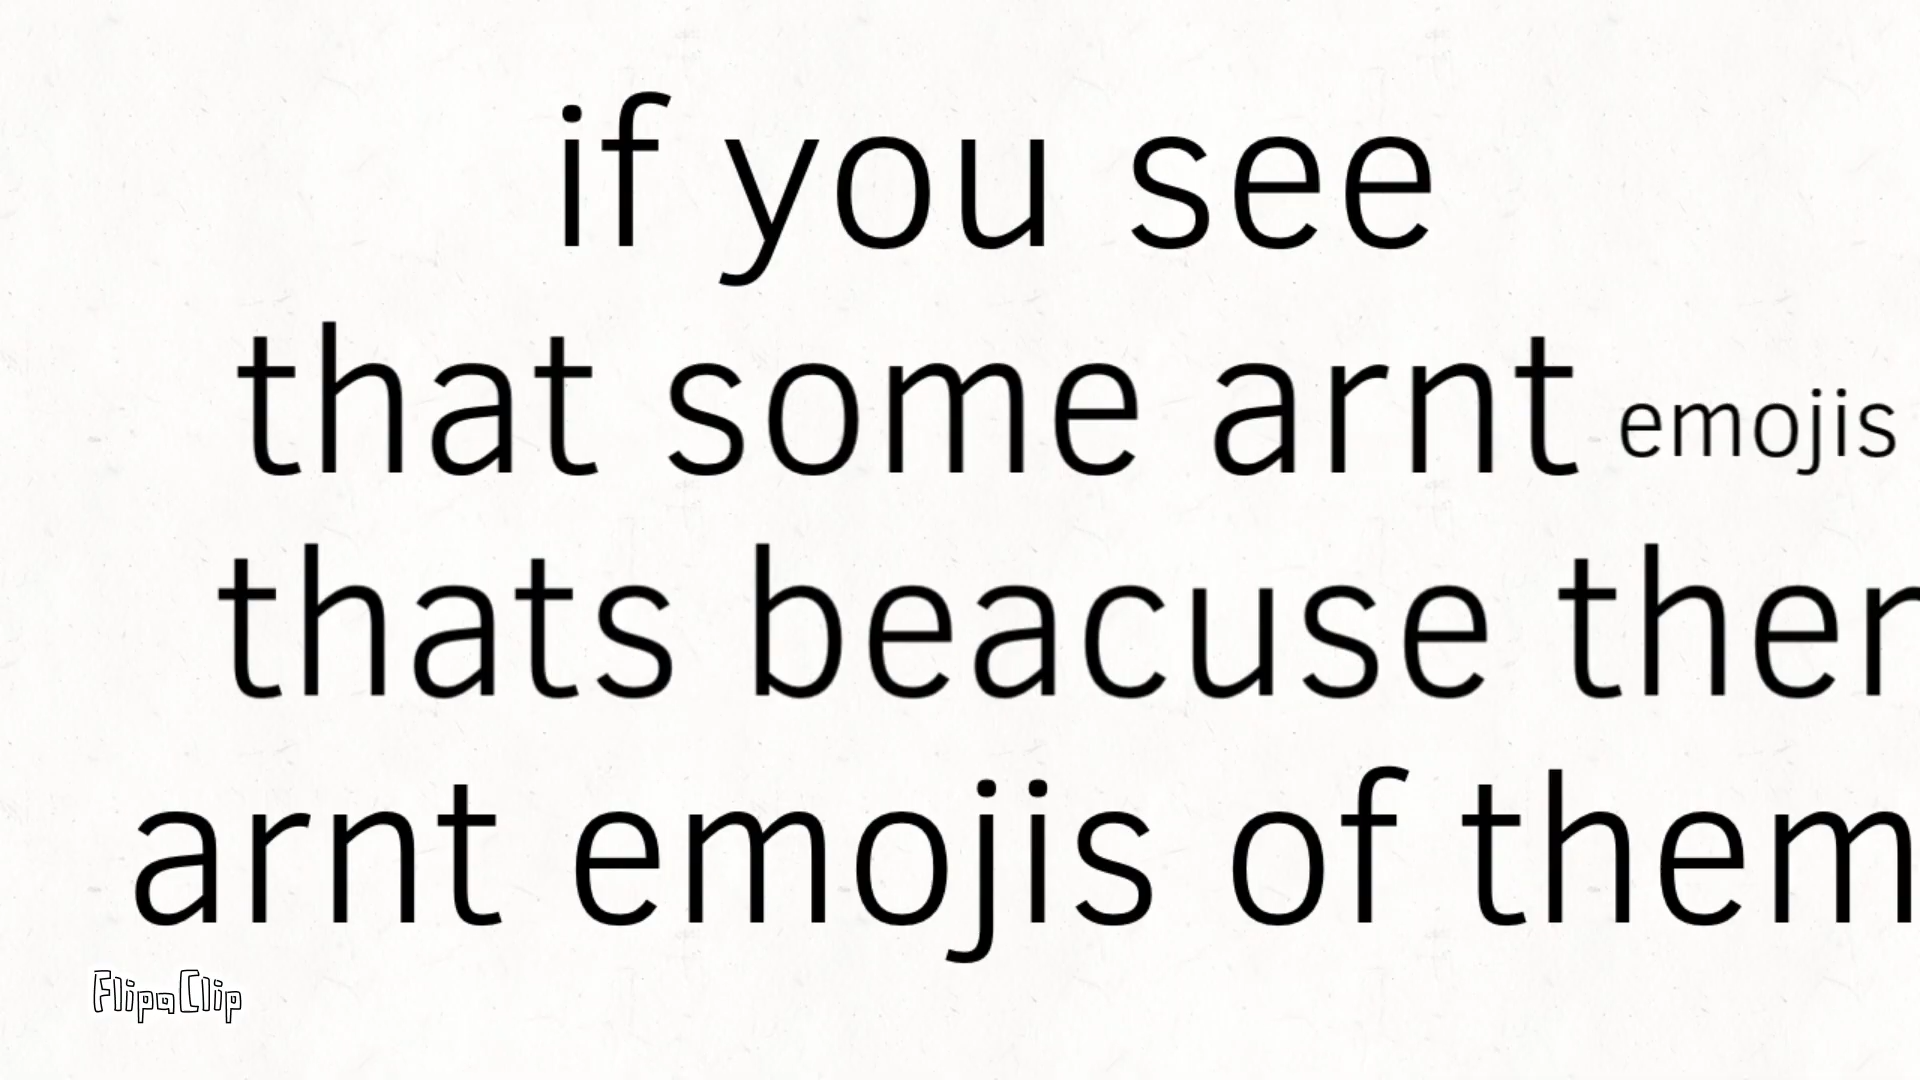 if you see
that some arnt emojis
thats beacuse ther
arnt emojis of them
FlipaClip